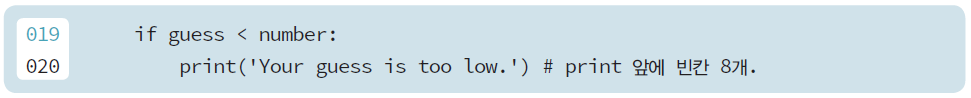 019     if guess < number:
020         print('Your guess is too low.') # print 앞에 빈칸 8개.